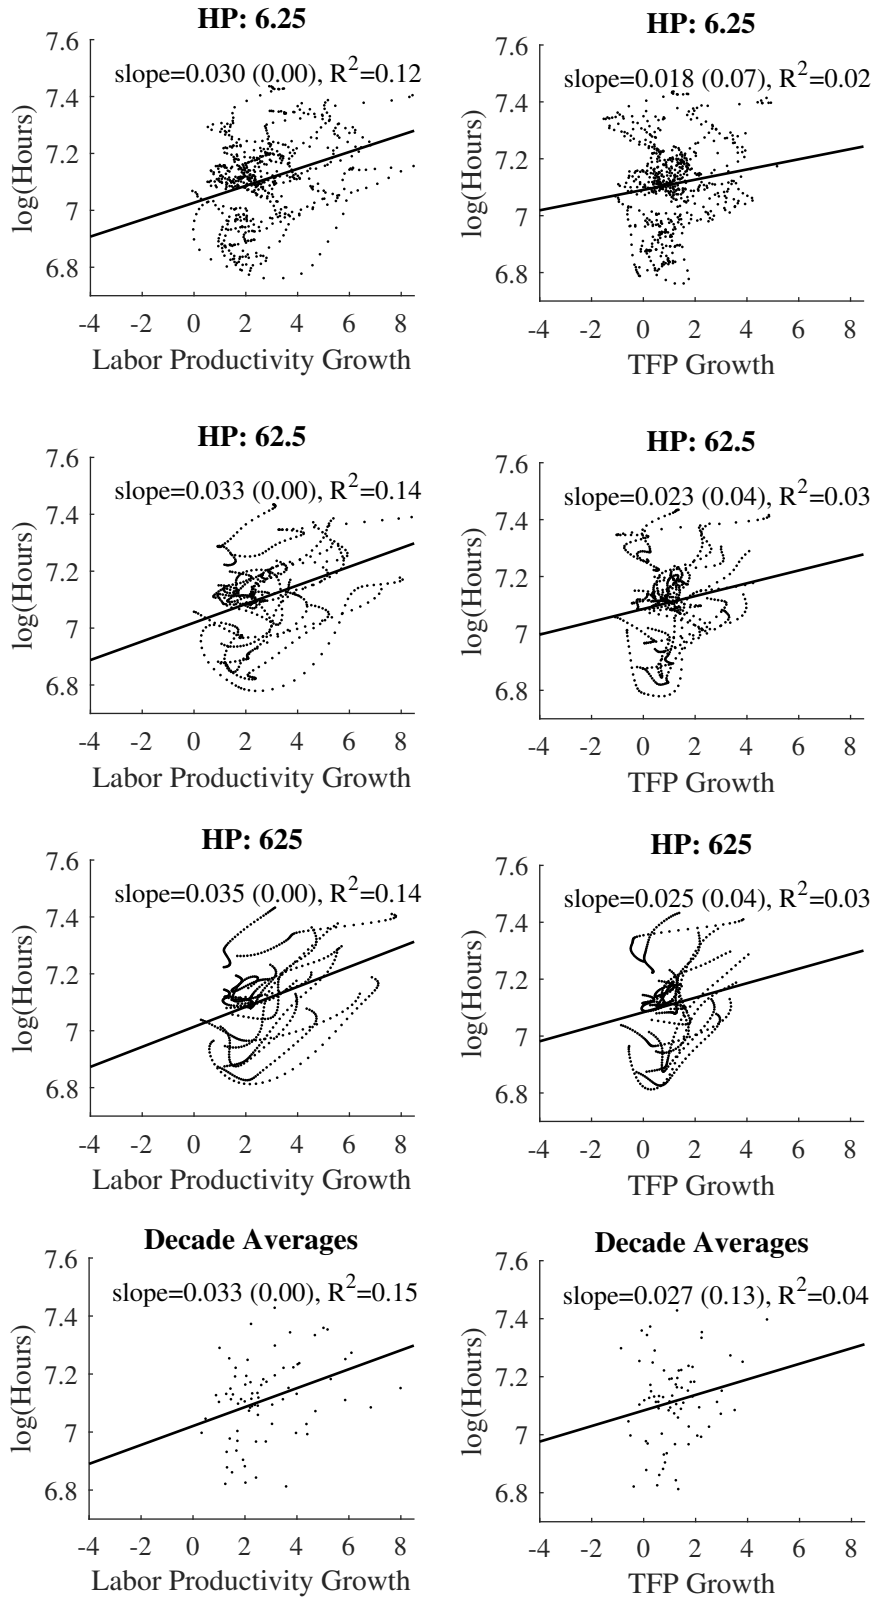 HP: 6.25
slope=0.030 (0.00), R²=0.12
7.6
7.4
7.2
7
6.8
log(Hours)
-4 -2 0 2 4 6 8
Labor Productivity Growth
HP: 6.25
slope=0.018 (0.07), R²=0.02
7.6
7.4
7.2
7
6.8
log(Hours)
-4 -2 0 2 4 6 8
TFP Growth
HP: 62.5
slope=0.033 (0.00), R²=0.14
7.6
7.4
7.2
7
6.8
log(Hours)
-4 -2 0 2 4 6 8
Labor Productivity Growth
HP: 62.5
slope=0.023 (0.04), R²=0.03
7.6
7.4
7.2
7
6.8
log(Hours)
-4 -2 0 2 4 6 8
TFP Growth
HP: 625
slope=0.035 (0.00), R²=0.14
7.6
7.4
7.2
7
6.8
log(Hours)
-4 -2 0 2 4 6 8
Labor Productivity Growth
HP: 625
slope=0.025 (0.04), R²=0.03
7.6
7.4
7.2
7
6.8
log(Hours)
-4 -2 0 2 4 6 8
TFP Growth
Decade Averages
slope=0.033 (0.00), R²=0.15
7.6
7.4
7.2
7
6.8
log(Hours)
-4 -2 0 2 4 6 8
Labor Productivity Growth
Decade Averages
slope=0.027 (0.13), R²=0.04
7.6
7.4
7.2
7
6.8
log(Hours)
-4 -2 0 2 4 6 8
TFP Growth